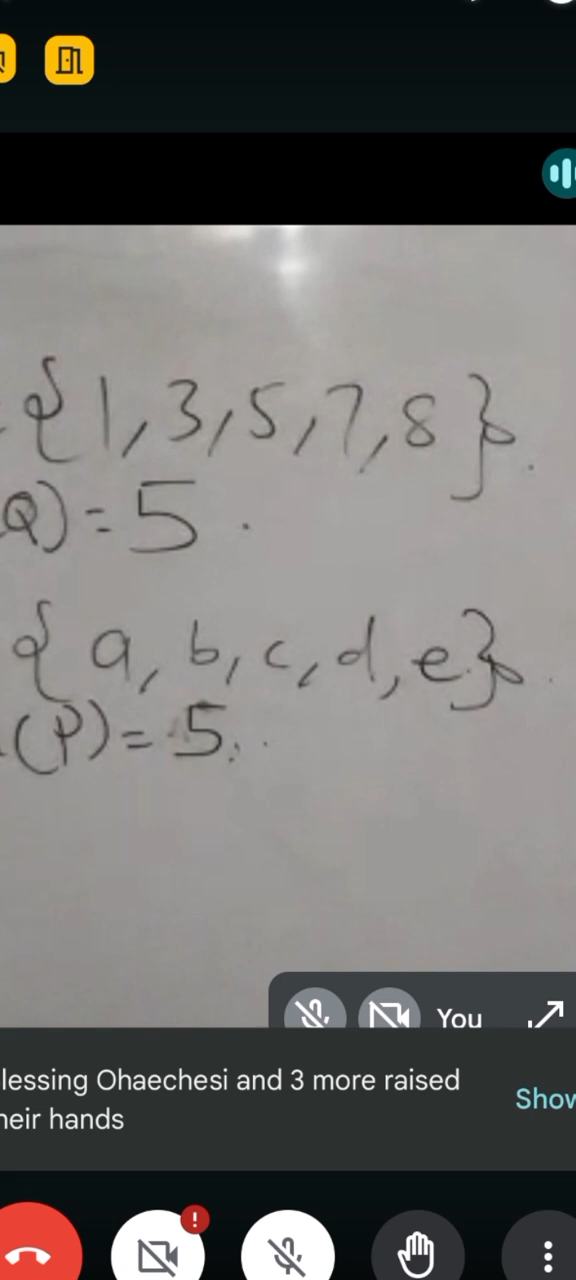 {1,3,5,7,8}.
Q)=5.
{a,b,c,d,e}.
(P)=5.
You
lessing Ohaechesi and 3 more raised
heir hands
Show